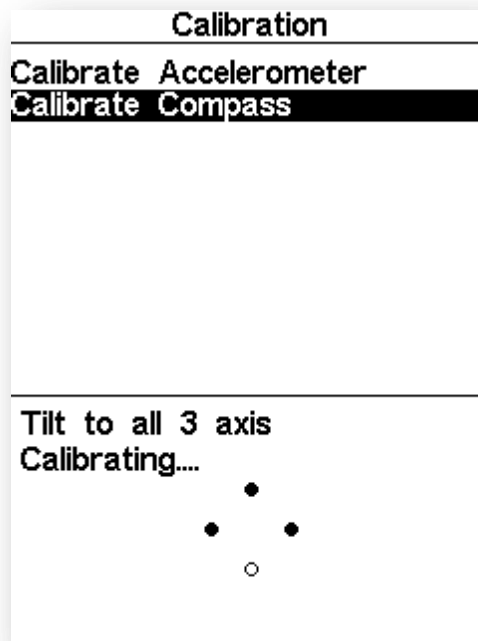 Calibration
Calibrate Accelerometer
Calibrate Compass
Tilt to all 3 axis
Calibrating....